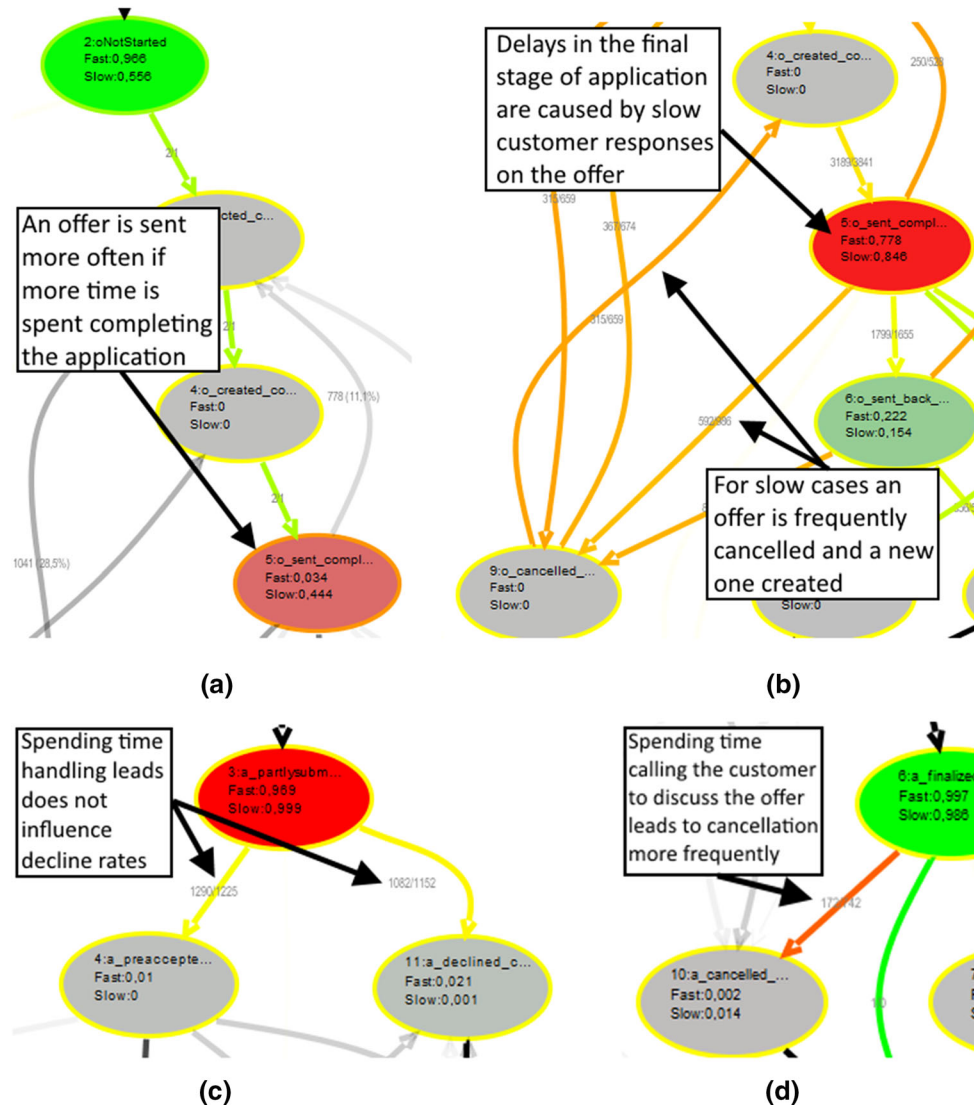 2:oNotStarted
Fast:0,966
Slow:0,556
2/1
cted_c...
An offer is sent
more often if
more time is
spent completing
the application
2/1
4:o_created_co...
Fast:0
Slow:0
778 (11,1%)
2/1
1041 (28,5%)
5:o_sent_compl...
Fast:0,034
Slow:0,444
(a)
Delays in the final
stage of application
are caused by slow
customer responses
on the offer
4:o_created_co...
Fast:0
Slow:0
250/528
3189/3841
315/659
367/674
5:o_sent_compl...
Fast:0,778
Slow:0,846
315/659
1799/1655
6:o_sent_back_...
Fast:0,222
Slow:0,154
592/986
For slow cases an
offer is frequently
cancelled and a new
one created
9:o_cancelled_...
Fast:0
Slow:0
Slow:0
(b)
Spending time
handling leads
does not
influence
decline rates
3:a_partlysubm...
Fast:0,969
Slow:0,999
1290/1225
1082/1152
4:a_preaccepte...
Fast:0,01
Slow:0
11:a_declined_c...
Fast:0,021
Slow:0,001
(c)
Spending time
calling the customer
to discuss the offer
leads to cancellation
more frequently
6:a_finalized
Fast:0,997
Slow:0,986
10:a_cancelled_...
Fast:0,002
Slow:0,014
1/0
(d)